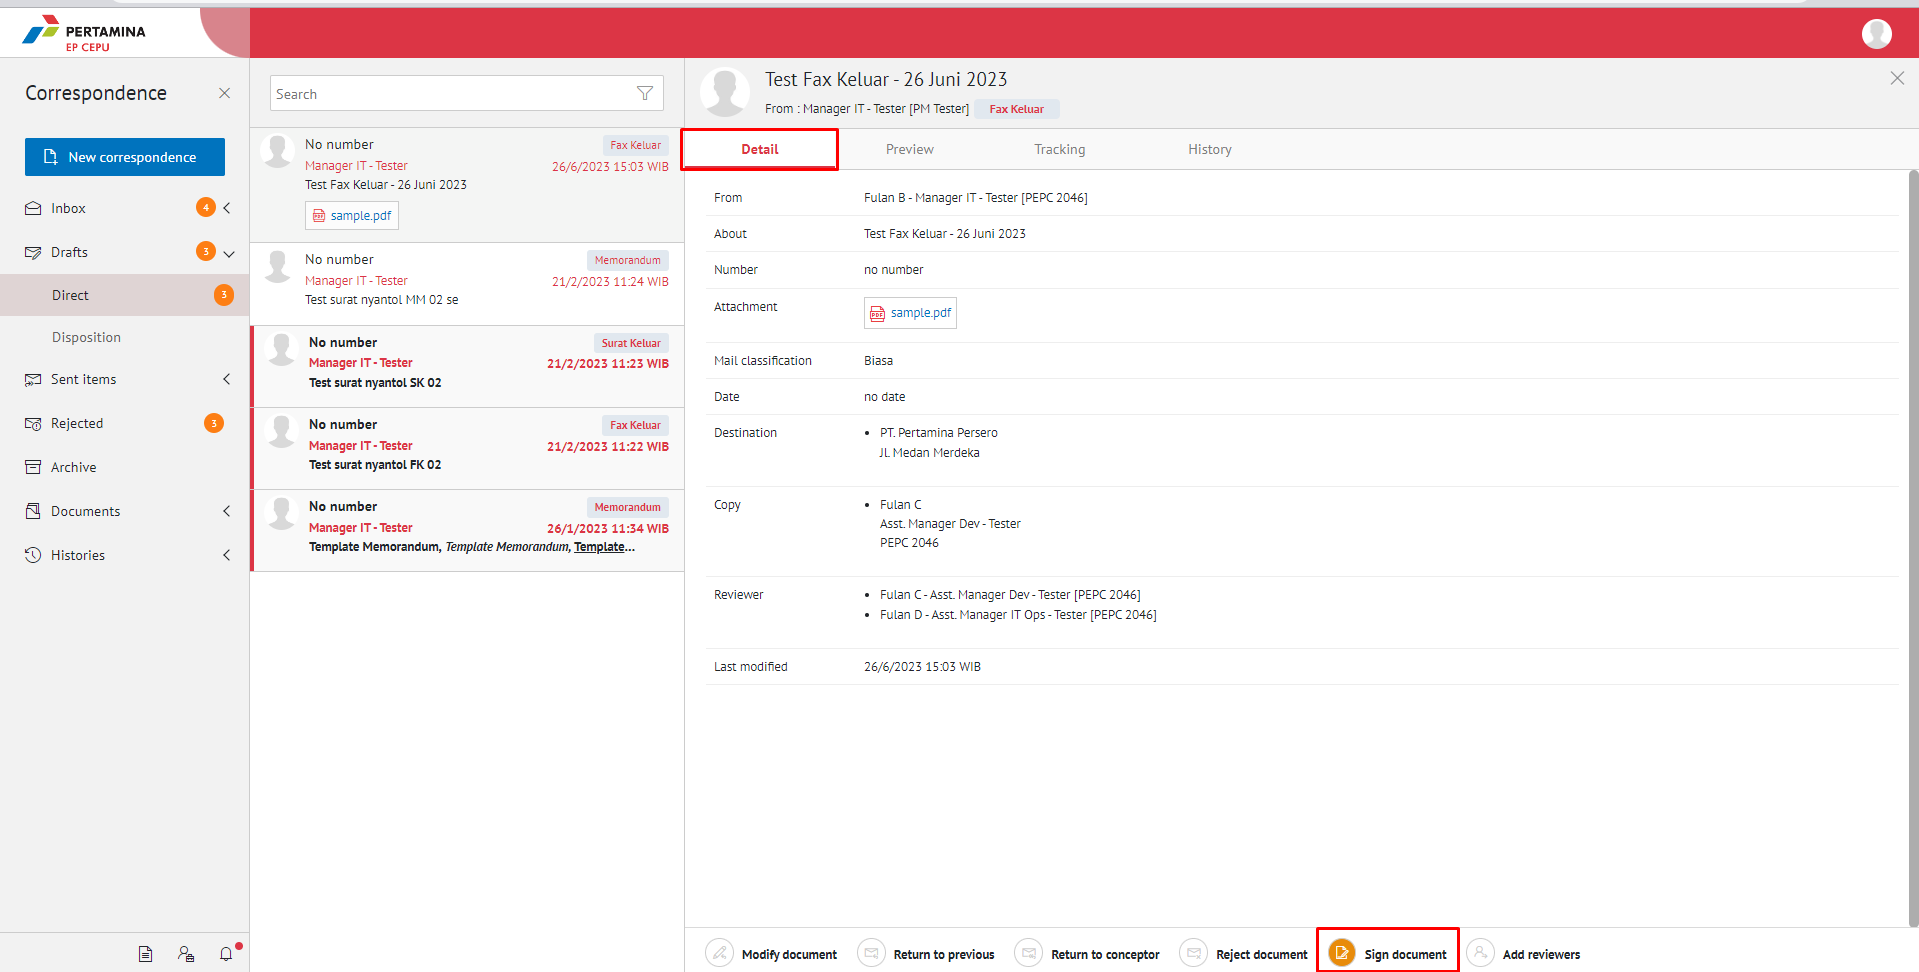 PERTAMINA
EP CEPU
Correspondence
New correspondence
Inbox 4
Drafts 3
Direct 3
Disposition
Sent items
Rejected 3
Archive
Documents
Histories
Search
No number Fax Keluar
Manager IT - Tester 26/6/2023 15:03 WIB
Test Fax Keluar - 26 Juni 2023
sample.pdf
No number Memorandum
Manager IT - Tester 21/2/2023 11:24 WIB
Test surat nyantol MM 02 se
No number Surat Keluar
Manager IT - Tester 21/2/2023 11:23 WIB
Test surat nyantol SK 02
No number Fax Keluar
Manager IT - Tester 21/2/2023 11:22 WIB
Test surat nyantol FK 02
No number Memorandum
Manager IT - Tester 26/1/2023 11:34 WIB
Template Memorandum, Template Memorandum, Template...
Test Fax Keluar - 26 Juni 2023
From : Manager IT - Tester [PM Tester] Fax Keluar
Detail Preview Tracking History
From Fulan B - Manager IT - Tester [PEPC 2046]
About Test Fax Keluar - 26 Juni 2023
Number no number
Attachment PDF sample.pdf
Mail classification Biasa
Date no date
Destination • PT. Pertamina Persero
Jl. Medan Merdeka
Copy • Fulan C
Asst. Manager Dev - Tester
PEPC 2046
Reviewer • Fulan C - Asst. Manager Dev - Tester [PEPC 2046]
• Fulan D - Asst. Manager IT Ops - Tester [PEPC 2046]
Last modified 26/6/2023 15:03 WIB
Modify document Return to previous Return to conceptor Reject document Sign document Add reviewers